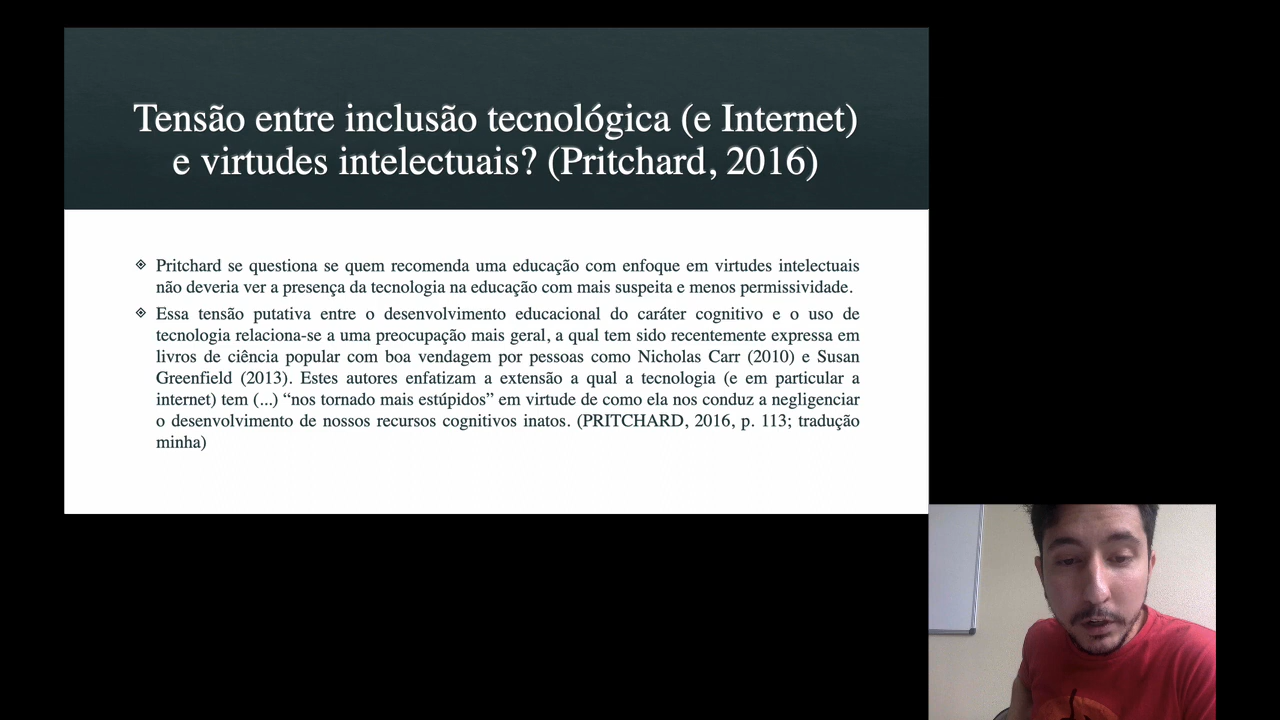 Tensão entre inclusão tecnológica (e Internet)
e virtudes intelectuais? (Pritchard, 2016)
Pritchard se questiona se quem recomenda uma educação com enfoque em virtudes intelectuais
não deveria ver a presença da tecnologia na educação com mais suspeita e menos permissividade.
Essa tensão putativa entre o desenvolvimento educacional do caráter cognitivo e o uso de
tecnologia relaciona-se a uma preocupação mais geral, a qual tem sido recentemente expressa em
livros de ciência popular com boa vendagem por pessoas como Nicholas Carr (2010) e Susan
Greenfield (2013). Estes autores enfatizam a extensão a qual a tecnologia (e em particular a
internet) tem (...) “nos tornado mais estúpidos” em virtude de como ela nos conduz a negligenciar
o desenvolvimento de nossos recursos cognitivos inatos. (PRITCHARD, 2016, p. 113; tradução
minha)